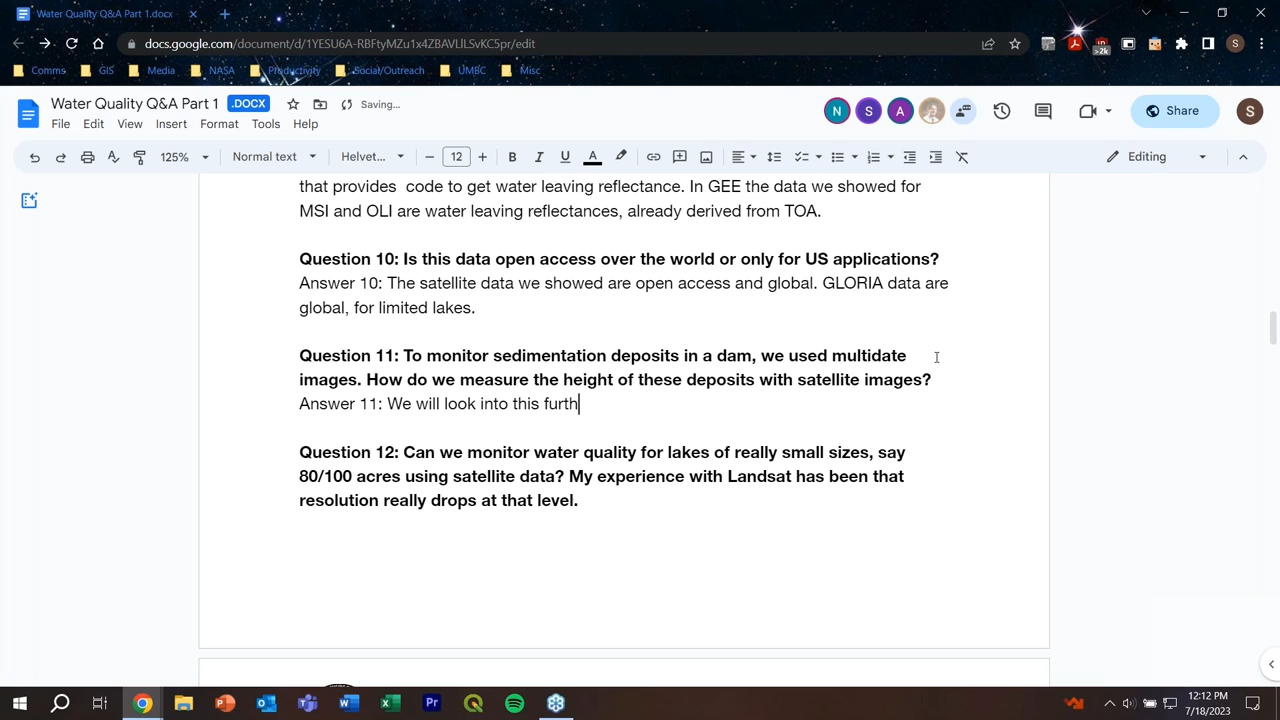 Water Quality Q&A Part 1.docx
docs.google.com/document/d/1YESU6A-RBFtyMZu1x4ZBAVLlLSvKC5pr/edit
>2k
S
Comms
GIS
Media
NASA
Productivity
Social/Outreach
UMBC
Misc
Water Quality Q&A Part 1
.DOCX
Saving...
N
S
A
Share
S
File
Edit
View
Insert
Format
Tools
Help
125%
Normal text
Helvet...
12
B
I
U
A
Editing
that provides  code to get water leaving reflectance. In GEE the data we showed for
MSI and OLI are water leaving reflectances, already derived from TOA.
Question 10: Is this data open access over the world or only for US applications?
Answer 10: The satellite data we showed are open access and global. GLORIA data are
global, for limited lakes.
Question 11: To monitor sedimentation deposits in a dam, we used multidate
images. How do we measure the height of these deposits with satellite images?
Answer 11: We will look into this furth
Question 12: Can we monitor water quality for lakes of really small sizes, say
80/100 acres using satellite data? My experience with Landsat has been that
resolution really drops at that level.
12:12 PM
7/18/2023